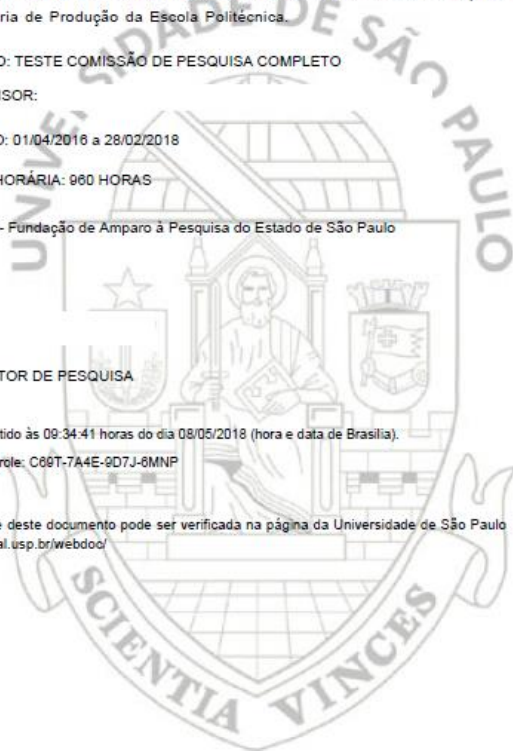 ria de Produção da Escola Politécnica.
O: TESTE COMISSÃO DE PESQUISA COMPLETO
ISOR:
O: 01/04/2016 a 28/02/2018
HORÁRIA: 960 HORAS
- Fundação de Amparo à Pesquisa do Estado de São Paulo
TOR DE PESQUISA
tido às 09:34:41 horas do dia 08/05/2018 (hora e data de Brasília).
role: C69T-7A4E-9D7J-6MNP
e deste documento pode ser verificada na página da Universidade de São Paulo
al.usp.br/webdoc/
UNIVERSIDADE DE SÃO PAULO
SCIENTIA VINCES